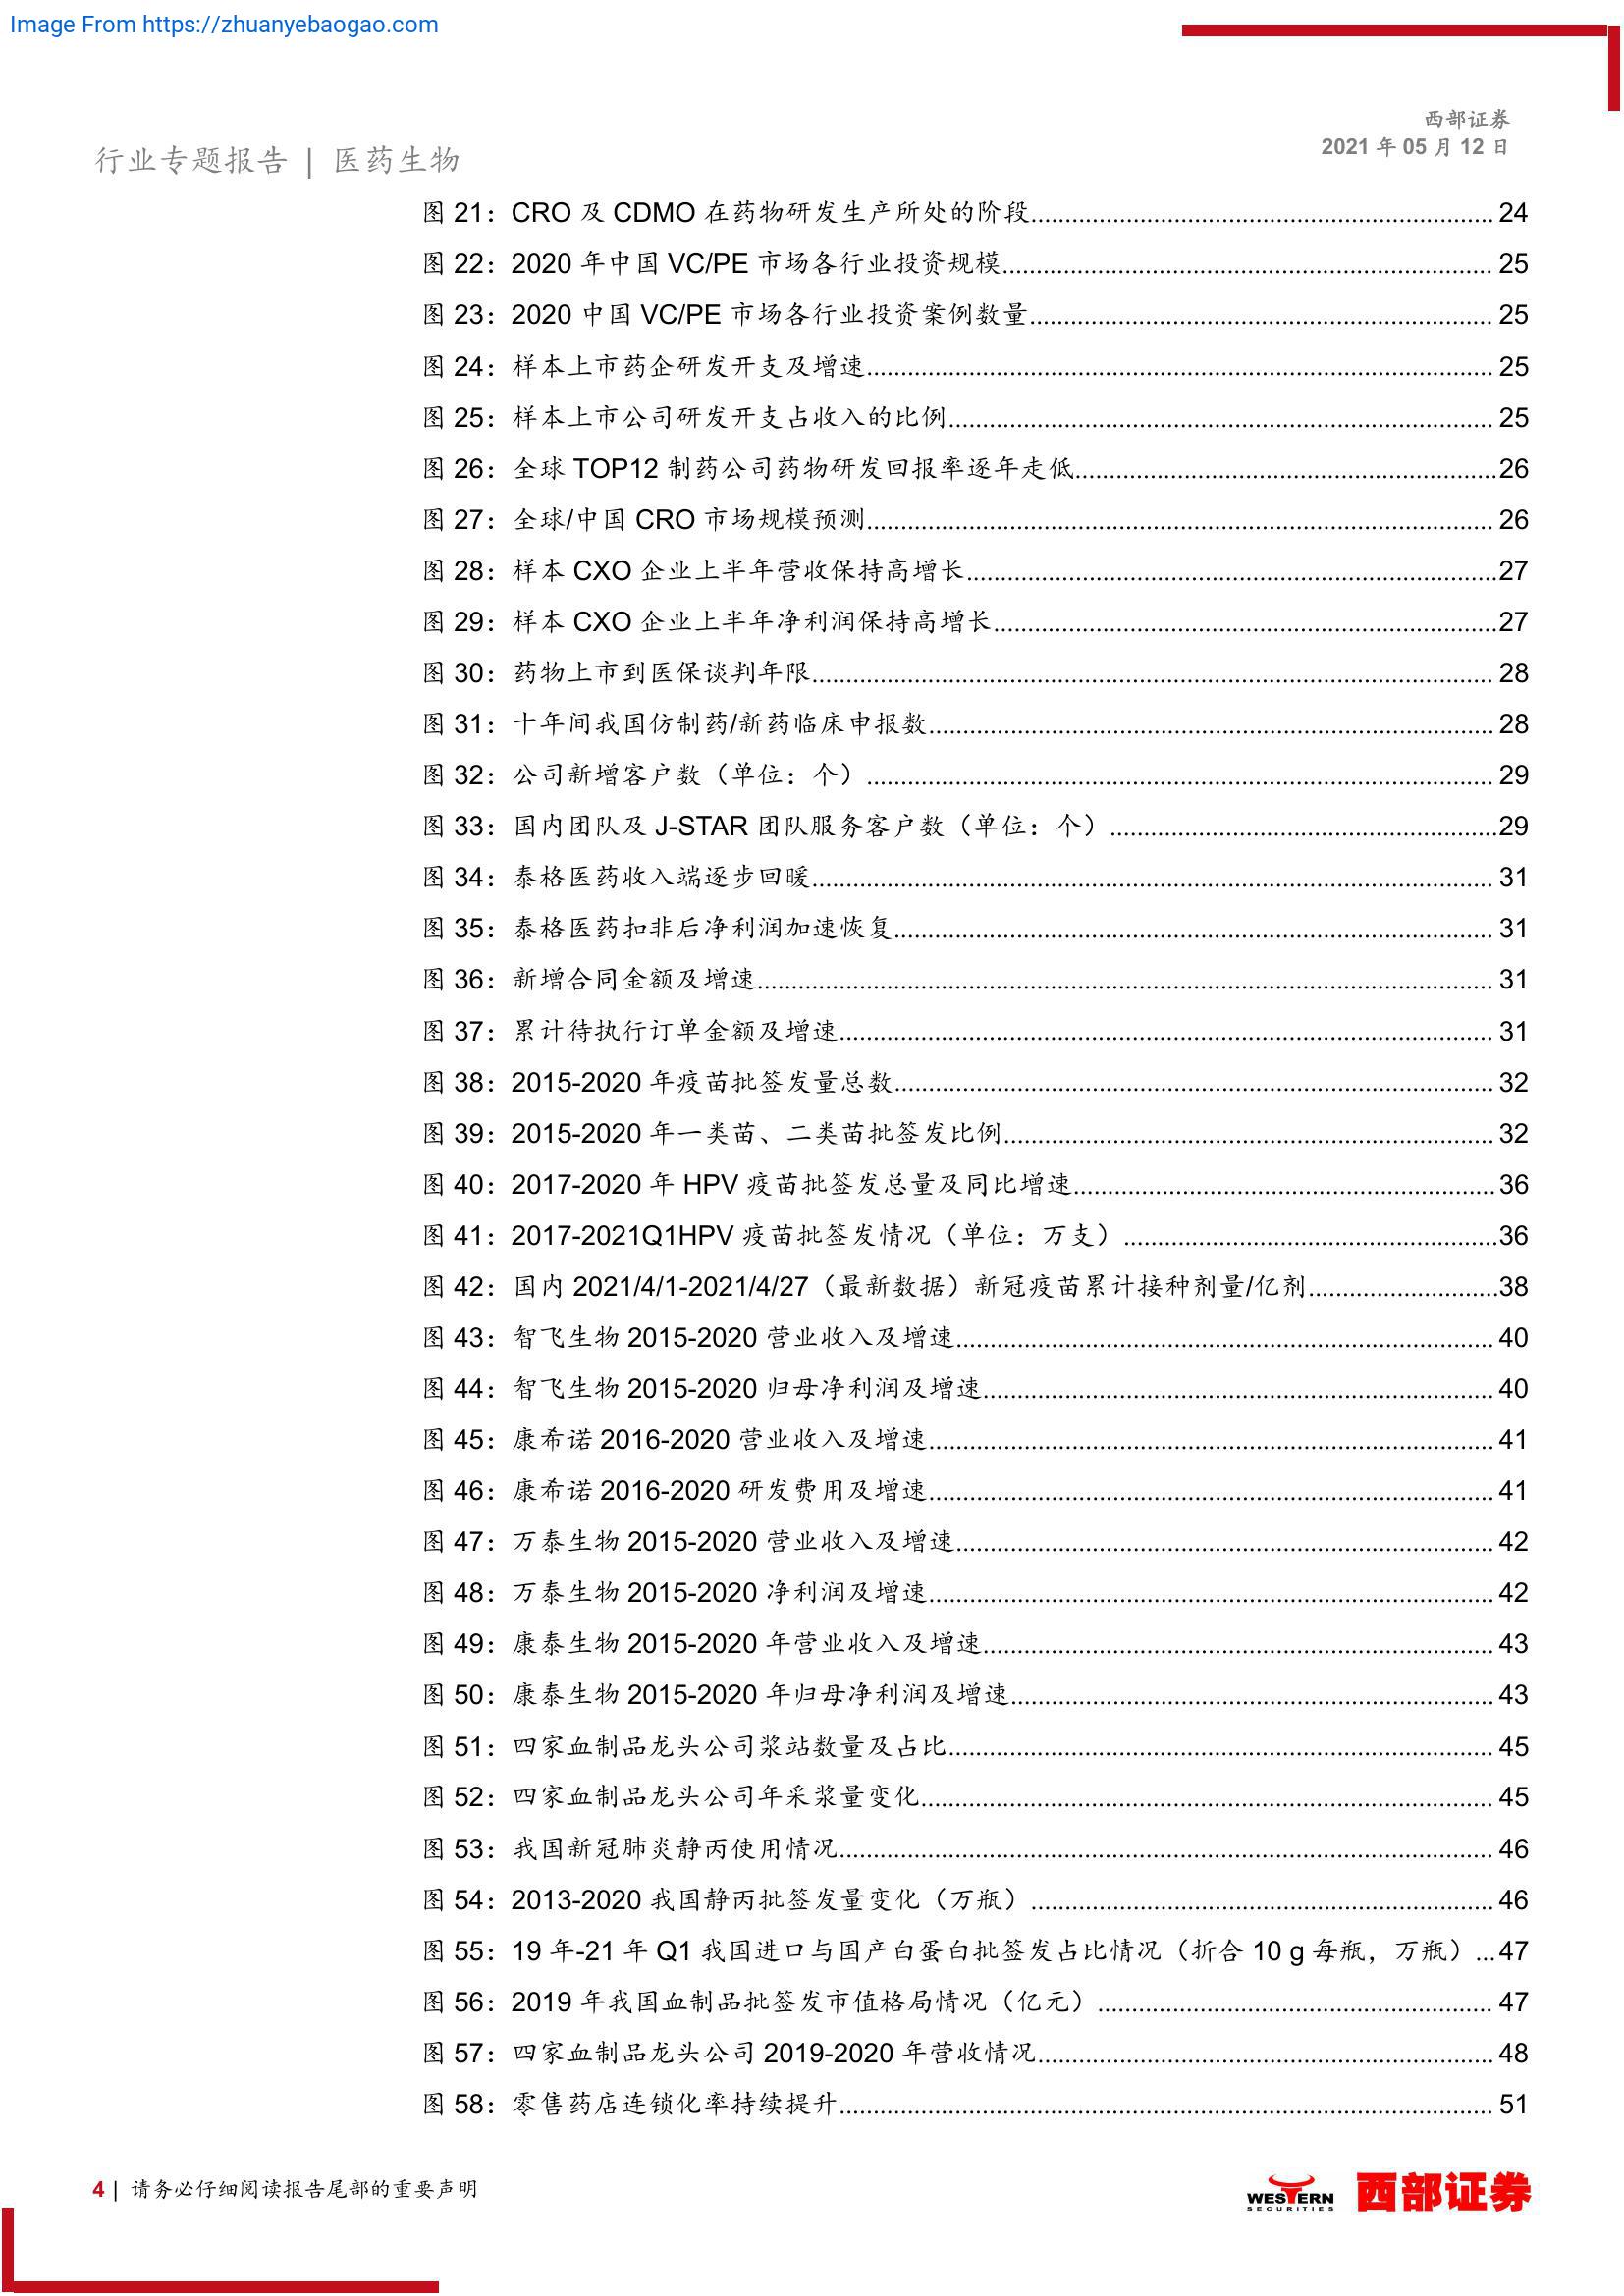 Image From https://zhuanyebaogao.com
西部证券
2021 年 05 月 12 日
行业专题报告 | 医药生物
图 21：CRO 及 CDMO 在药物研发生产所处的阶段 24
图 22：2020 年中国 VC/PE 市场各行业投资规模 25
图 23：2020 中国 VC/PE 市场各行业投资案例数量 25
图 24：样本上市药企研发开支及增速 25
图 25：样本上市公司研发开支占收入的比例 25
图 26：全球 TOP12 制药公司药物研发回报率逐年走低 26
图 27：全球/中国 CRO 市场规模预测 26
图 28：样本 CXO 企业上半年营收保持高增长 27
图 29：样本 CXO 企业上半年净利润保持高增长 27
图 30：药物上市到医保谈判年限 28
图 31：十年间我国仿制药/新药临床申报数 28
图 32：公司新增客户数（单位：个） 29
图 33：国内团队及 J-STAR 团队服务客户数（单位：个） 29
图 34：泰格医药收入端逐步回暖 31
图 35：泰格医药扣非后净利润加速恢复 31
图 36：新增合同金额及增速 31
图 37：累计待执行订单金额及增速 31
图 38：2015-2020 年疫苗批签发量总数 32
图 39：2015-2020 年一类苗、二类苗批签发比例 32
图 40：2017-2020 年 HPV 疫苗批签发总量及同比增速 36
图 41：2017-2021Q1HPV 疫苗批签发情况（单位：万支） 36
图 42：国内 2021/4/1-2021/4/27（最新数据）新冠疫苗累计接种剂量/亿剂 38
图 43：智飞生物 2015-2020 营业收入及增速 40
图 44：智飞生物 2015-2020 归母净利润及增速 40
图 45：康希诺 2016-2020 营业收入及增速 41
图 46：康希诺 2016-2020 研发费用及增速 41
图 47：万泰生物 2015-2020 营业收入及增速 42
图 48：万泰生物 2015-2020 净利润及增速 42
图 49：康泰生物 2015-2020 年营业收入及增速 43
图 50：康泰生物 2015-2020 年归母净利润及增速 43
图 51：四家血制品龙头公司浆站数量及占比 45
图 52：四家血制品龙头公司年采浆量变化 45
图 53：我国新冠肺炎静丙使用情况 46
图 54：2013-2020 我国静丙批签发量变化（万瓶） 46
图 55：19 年-21 年 Q1 我国进口与国产白蛋白批签发占比情况（折合 10 g 每瓶，万瓶） 47
图 56：2019 年我国血制品批签发市值格局情况（亿元） 47
图 57：四家血制品龙头公司 2019-2020 年营收情况 48
图 58：零售药店连锁化率持续提升 51
4 | 请务必仔细阅读报告尾部的重要声明
WESTERN
SECURITIES
西部证券